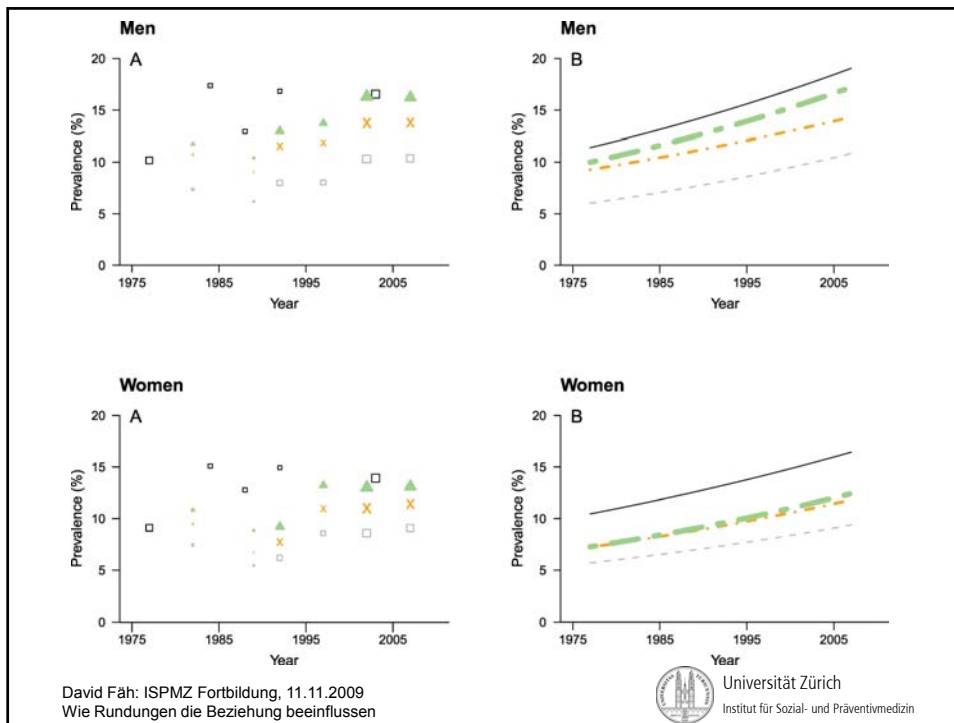 Men
A
Prevalence (%)
20
15
10
5
0
1975 1985 1995 2005
Year
Men
B
Prevalence (%)
20
15
10
5
0
1975 1985 1995 2005
Year
Women
A
Prevalence (%)
20
15
10
5
0
1975 1985 1995 2005
Year
Women
B
Prevalence (%)
20
15
10
5
0
1975 1985 1995 2005
Year
David Fäh: ISPMZ Fortbildung, 11.11.2009
Wie Rundungen die Beziehung beeinflussen
Universität Zürich
Institut für Sozial- und Präventivmedizin